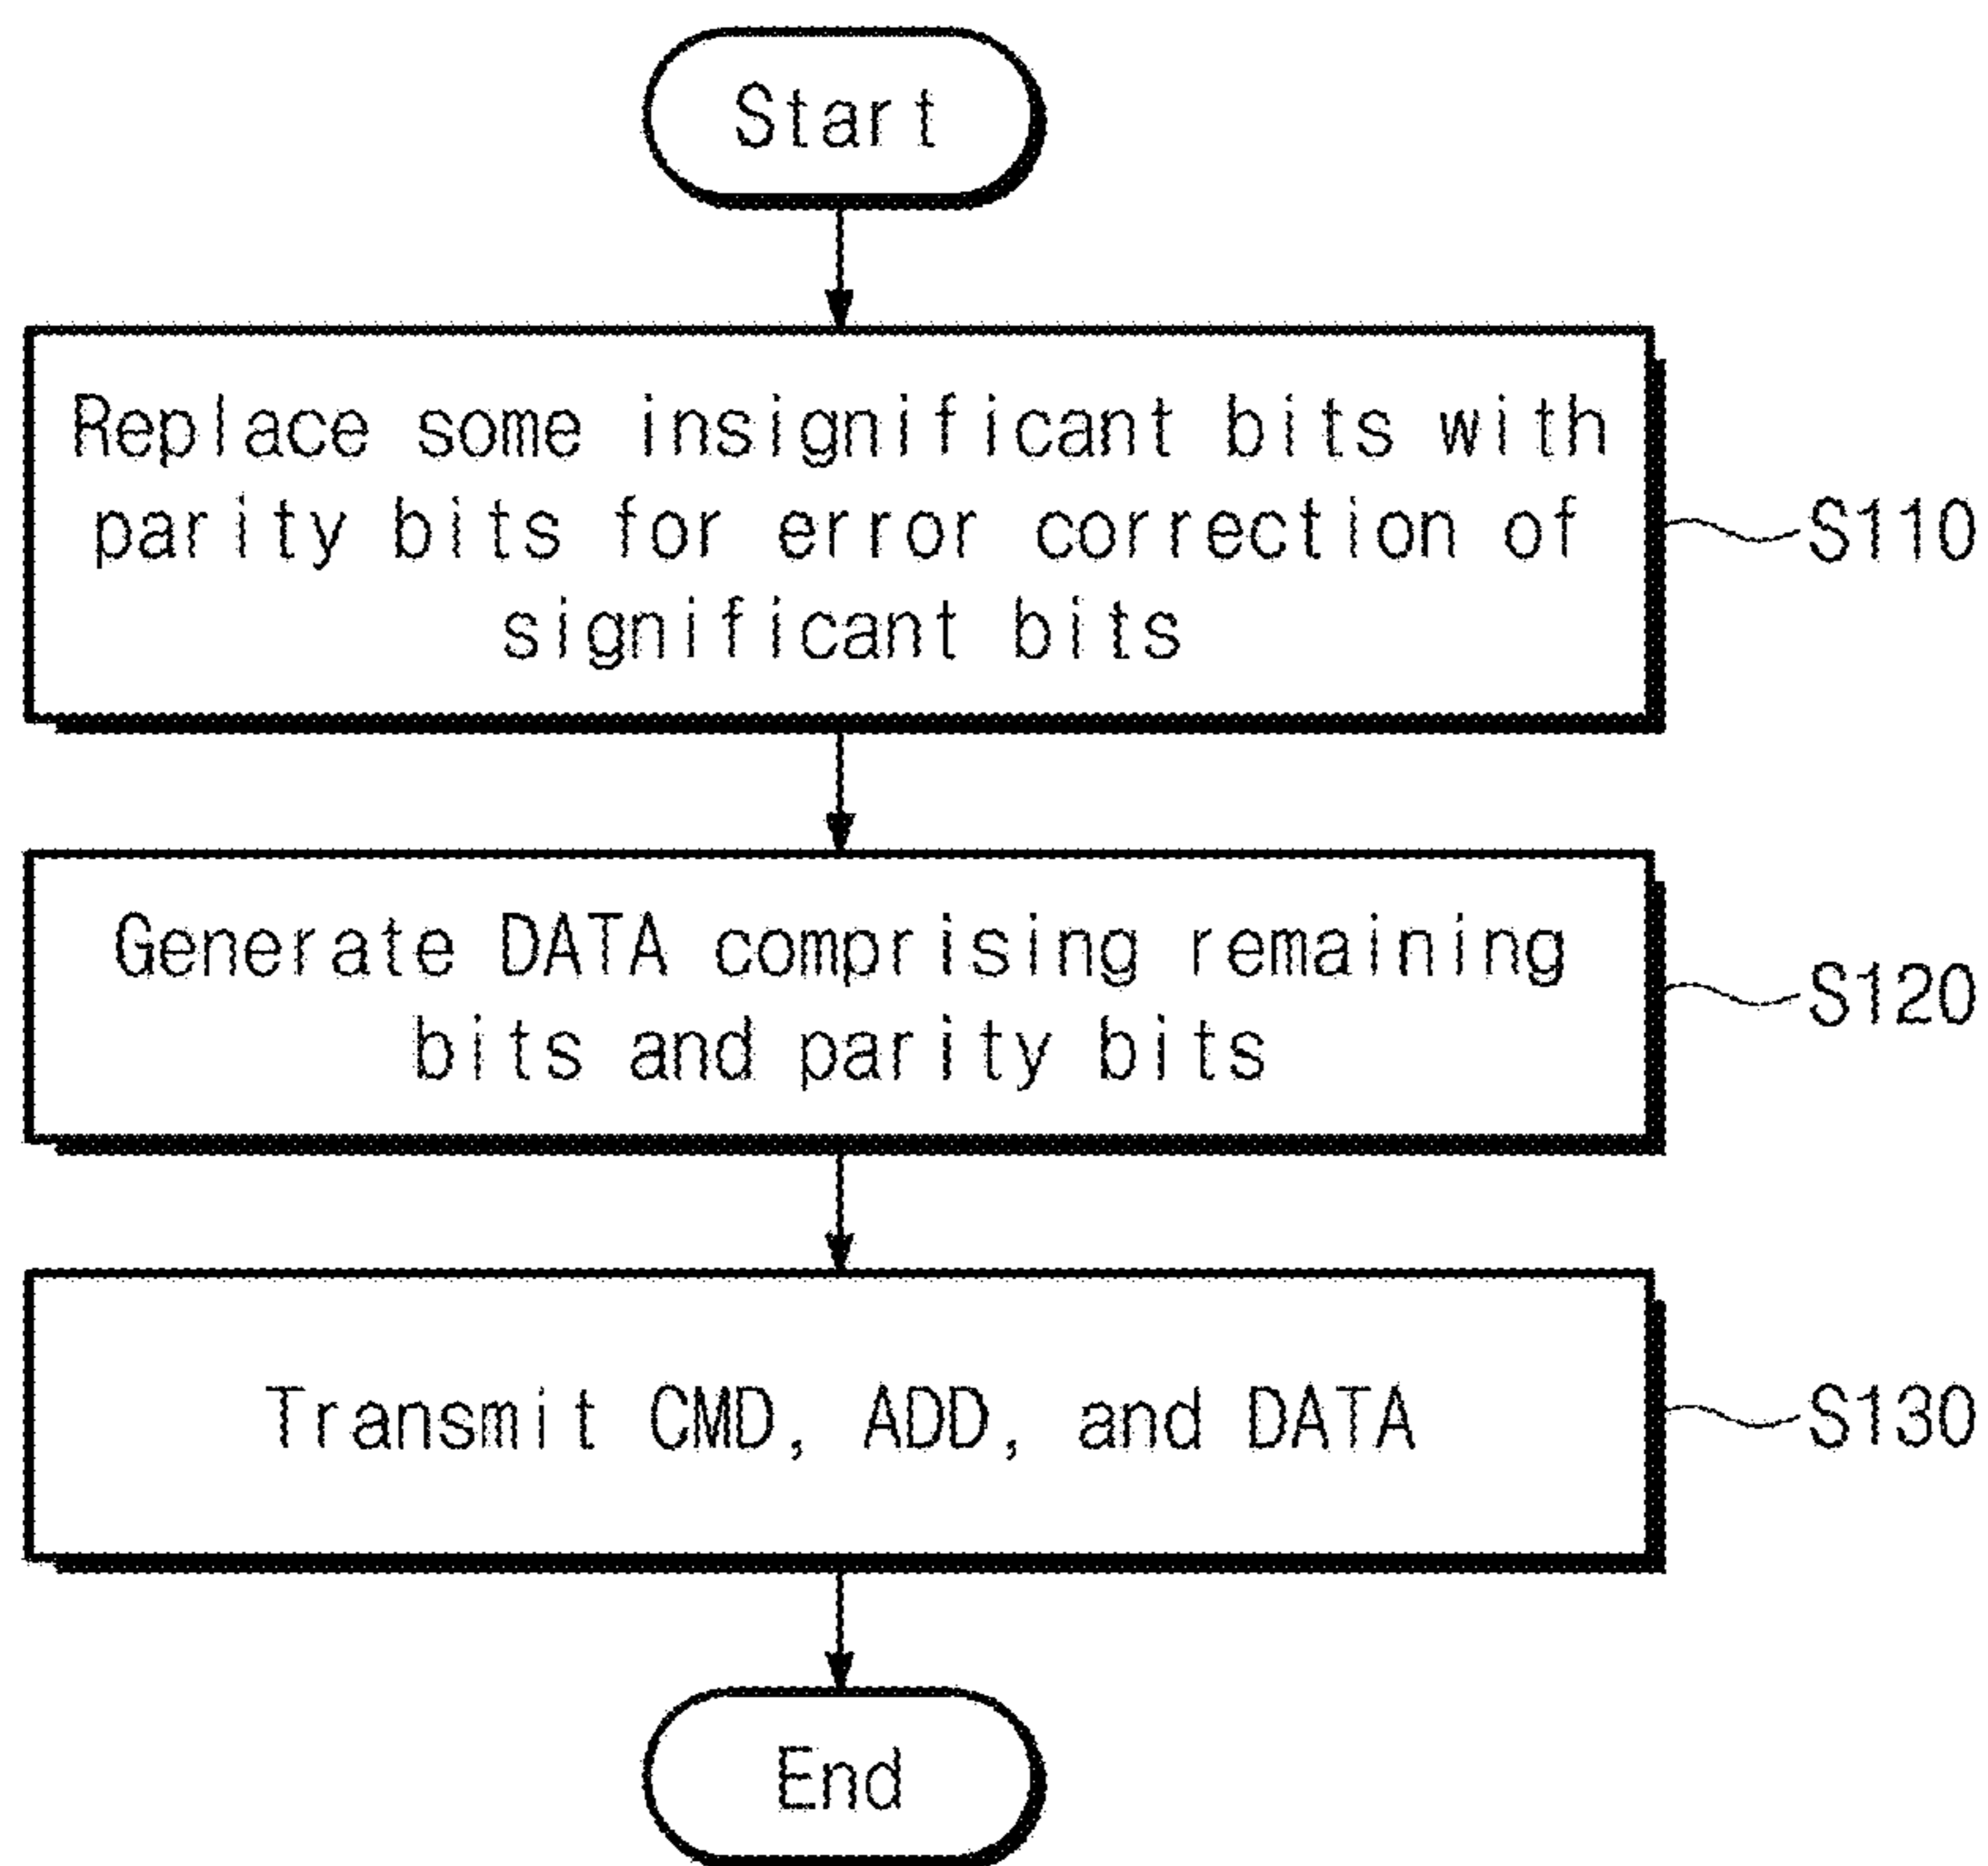 Start
Replace some insignificant bits with
parity bits for error correction of
significant bits
S110
Generate DATA comprising remaining
bits and parity bits
S120
Transmit CMD, ADD, and DATA
S130
End